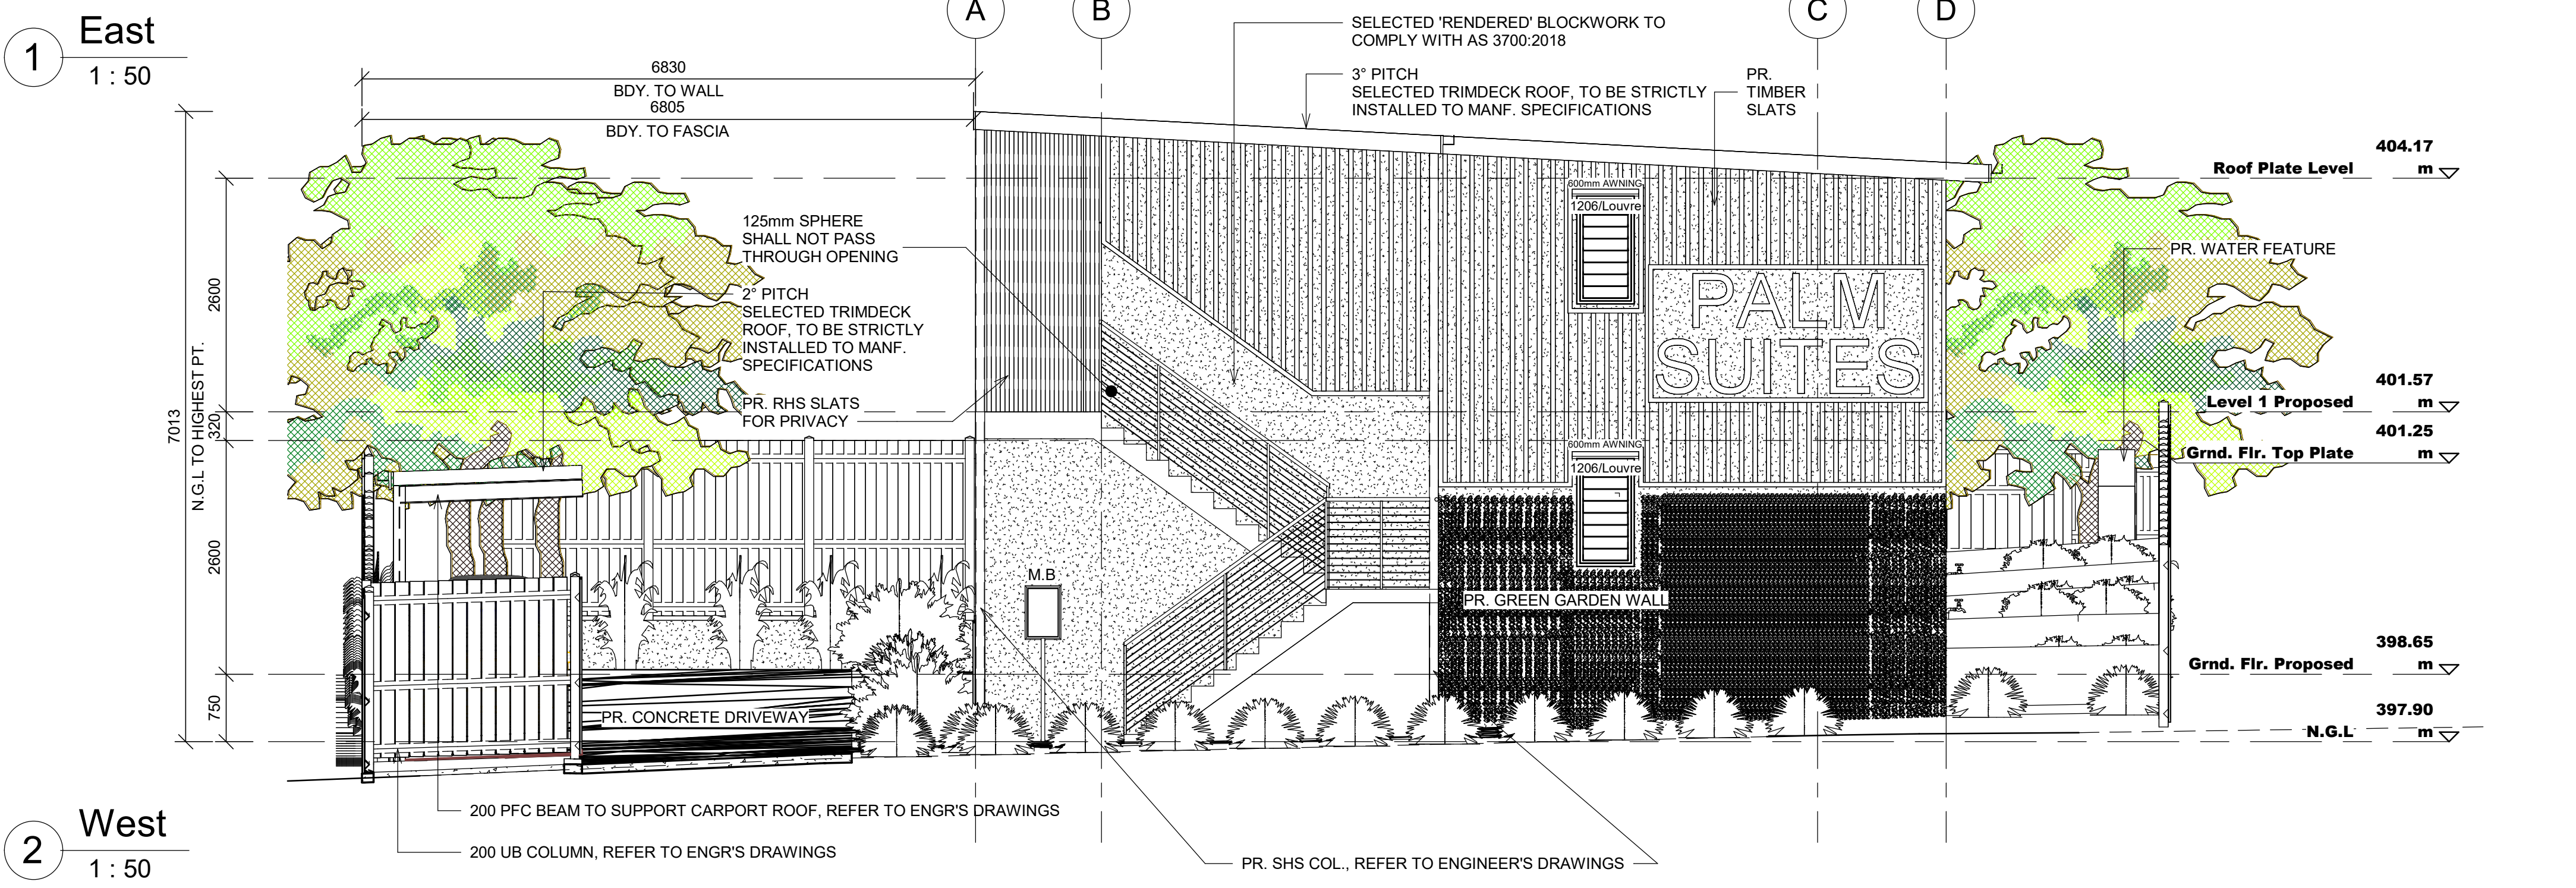 1
East
1 : 50
A
B
C
D
6830
BDY. TO WALL
6805
BDY. TO FASCIA
SELECTED 'RENDERED' BLOCKWORK TO
COMPLY WITH AS 3700:2018
3° PITCH
SELECTED TRIMDECK ROOF, TO BE STRICTLY
INSTALLED TO MANF. SPECIFICATIONS
PR.
TIMBER
SLATS
404.17
Roof Plate Level
m
600mm AWNING
1206/Louvre
125mm SPHERE
SHALL NOT PASS
THROUGH OPENING
PR. WATER FEATURE
2° PITCH
SELECTED TRIMDECK
ROOF, TO BE STRICTLY
INSTALLED TO MANF.
SPECIFICATIONS
PALM
SUITES
2600
7013
N.G.L TO HIGHEST PT.
320
2600
750
401.57
Level 1 Proposed
m
PR. RHS SLATS
FOR PRIVACY
401.25
Grnd. Flr. Top Plate
m
600mm AWNING
1206/Louvre
M.B
PR. GREEN GARDEN WALL
398.65
Grnd. Flr. Proposed
m
PR. CONCRETE DRIVEWAY
397.90
N.G.L
m
200 PFC BEAM TO SUPPORT CARPORT ROOF, REFER TO ENGR'S DRAWINGS
200 UB COLUMN, REFER TO ENGR'S DRAWINGS
PR. SHS COL., REFER TO ENGINEER'S DRAWINGS
2
West
1 : 50